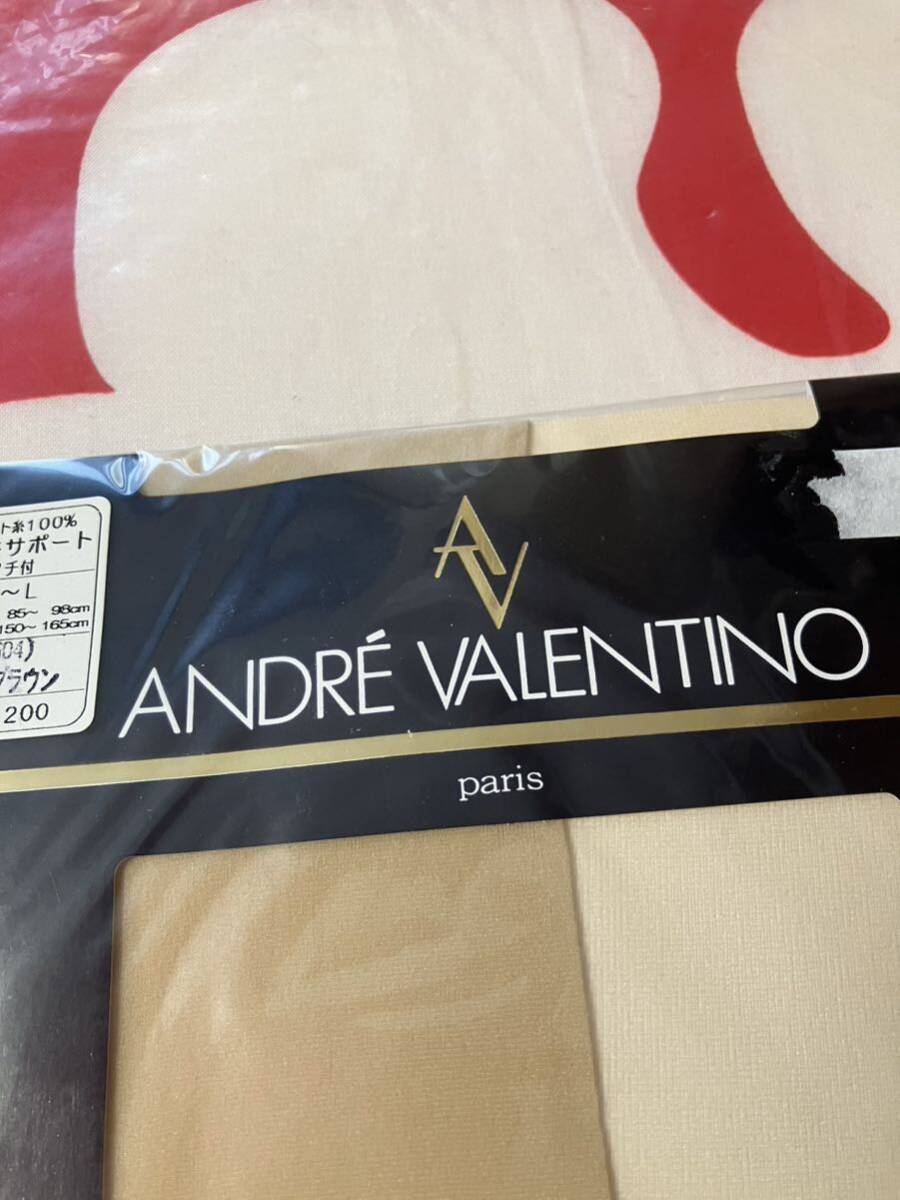 ト糸100%
サポート
チ付
～L
85～ 98cm
150～165cm
04)
ブラウン
200
AV
ANDRÉ VALENTINO
paris